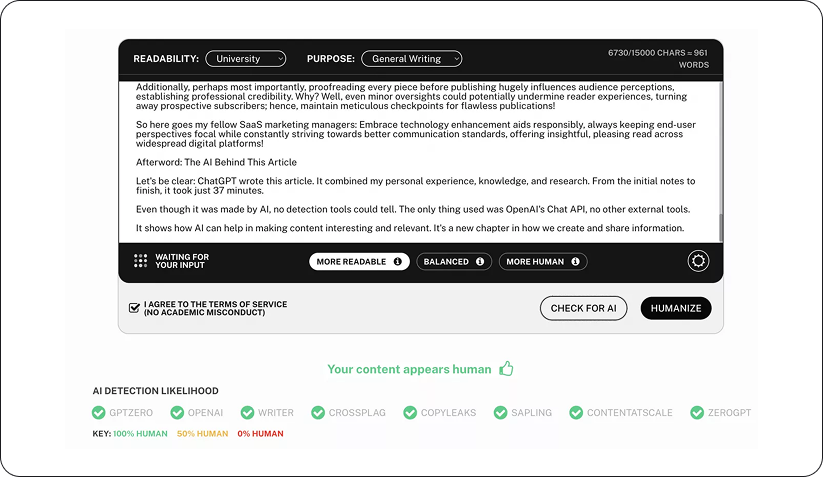 READABILITY: University PURPOSE: General Writing 6730/15000 CHARS ≈ 961
WORDS
Additionally, perhaps most importantly, proofreading every piece before publishing hugely influences audience perceptions,
establishing professional credibility. Why? Well, even minor oversights could potentially undermine reader experiences, turning
away prospective subscribers; hence, maintain meticulous checkpoints for flawless publications!
So here goes my fellow SaaS marketing managers: Embrace technology enhancement aids responsibly, always keeping end-user
perspectives focal while constantly striving towards better communication standards, offering insightful, pleasing read across
widespread digital platforms!
Afterword: The AI Behind This Article
Let's be clear: ChatGPT wrote this article. It combined my personal experience, knowledge, and research. From the initial notes to
finish, it took just 37 minutes.
Even though it was made by AI, no detection tools could tell. The only thing used was OpenAI's Chat API, no other external tools.
It shows how AI can help in making content interesting and relevant. It's a new chapter in how we create and share information.
WAITING FOR
YOUR INPUT
MORE READABLE BALANCED MORE HUMAN
I AGREE TO THE TERMS OF SERVICE
(NO ACADEMIC MISCONDUCT)
CHECK FOR AI HUMANIZE
Your content appears human
AI DETECTION LIKELIHOOD
GPTZERO OPENAI WRITER CROSSPLAG COPYLEAKS SAPLING CONTENTATSCALE ZEROGPT
KEY: 100% HUMAN 50% HUMAN 0% HUMAN